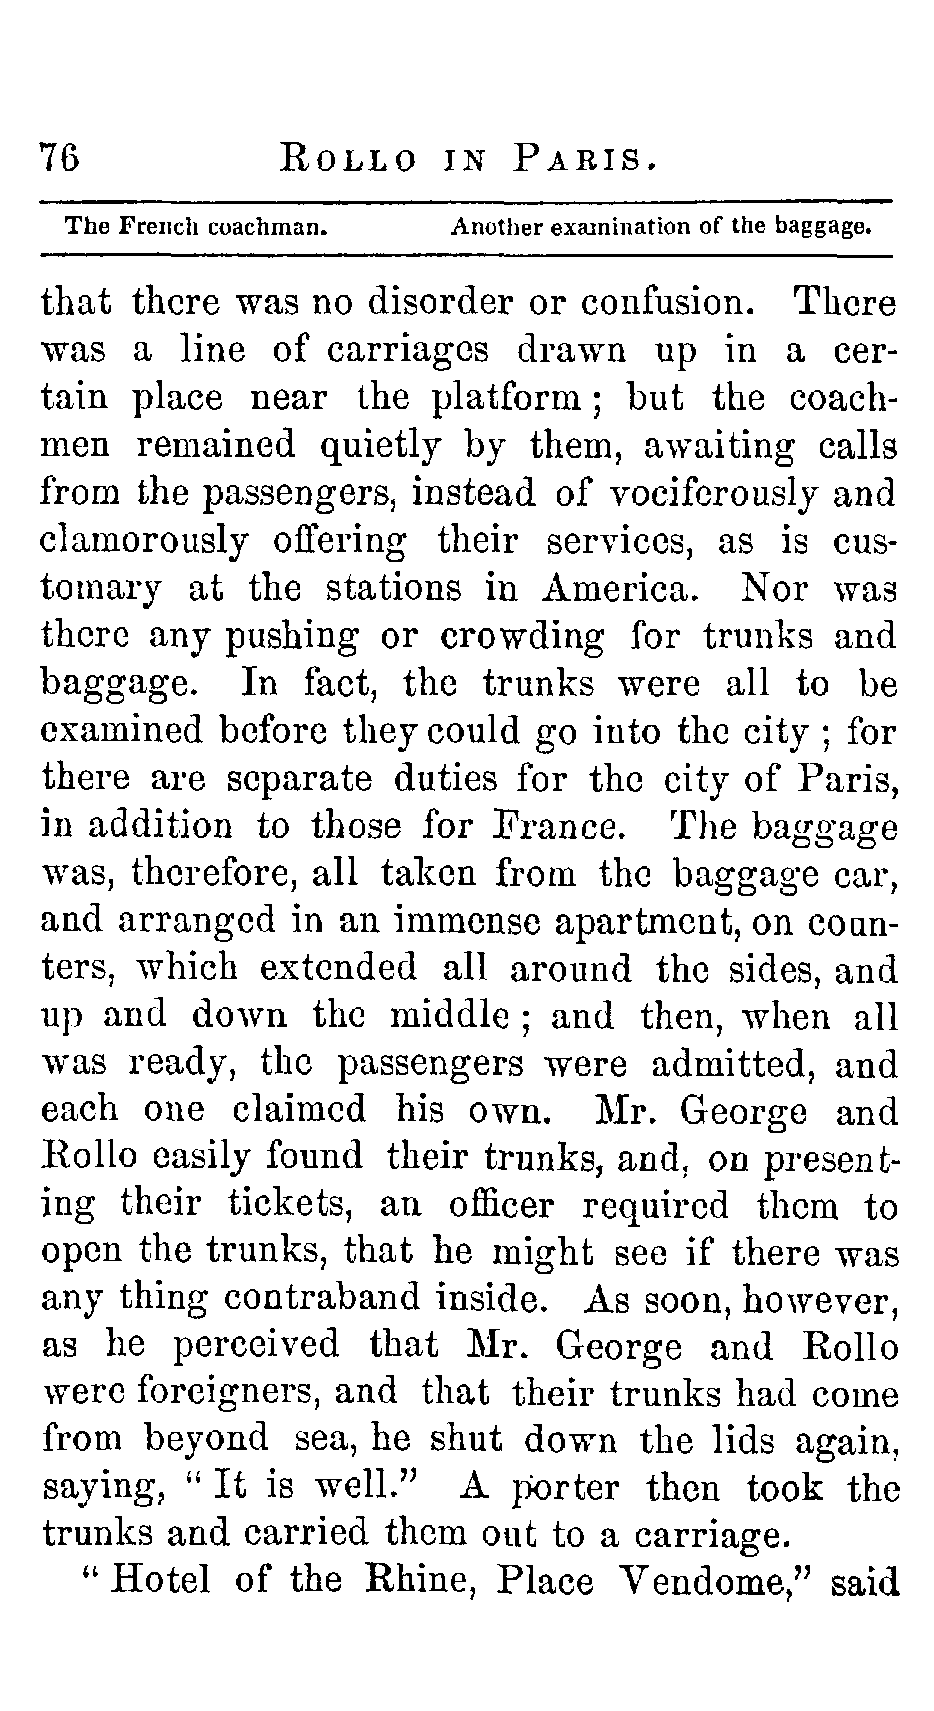 76 ROLLO IN PARIS.
The French coachman. Another examination of the baggage.
that there was no disorder or confusion. There
was a line of carriages drawn up in a cer-
tain place near the platform ; but the coach-
men remained quietly by them, awaiting calls
from the passengers, instead of vociferously and
clamorously offering their services, as is cus-
tomary at the stations in America. Nor was
there any pushing or crowding for trunks and
baggage. In fact, the trunks were all to be
examined before they could go into the city ; for
there are separate duties for the city of Paris,
in addition to those for France. The baggage
was, therefore, all taken from the baggage car,
and arranged in an immense apartment, on coun-
ters, which extended all around the sides, and
up and down the middle ; and then, when all
was ready, the passengers were admitted, and
each one claimed his own. Mr. George and
Rollo easily found their trunks, and, on present-
ing their tickets, an officer required them to
open the trunks, that he might see if there was
any thing contraband inside. As soon, however,
as he perceived that Mr. George and Rollo
were foreigners, and that their trunks had come
from beyond sea, he shut down the lids again,
saying, “ It is well.” A porter then took the
trunks and carried them out to a carriage.
“ Hotel of the Rhine, Place Vendome,” said